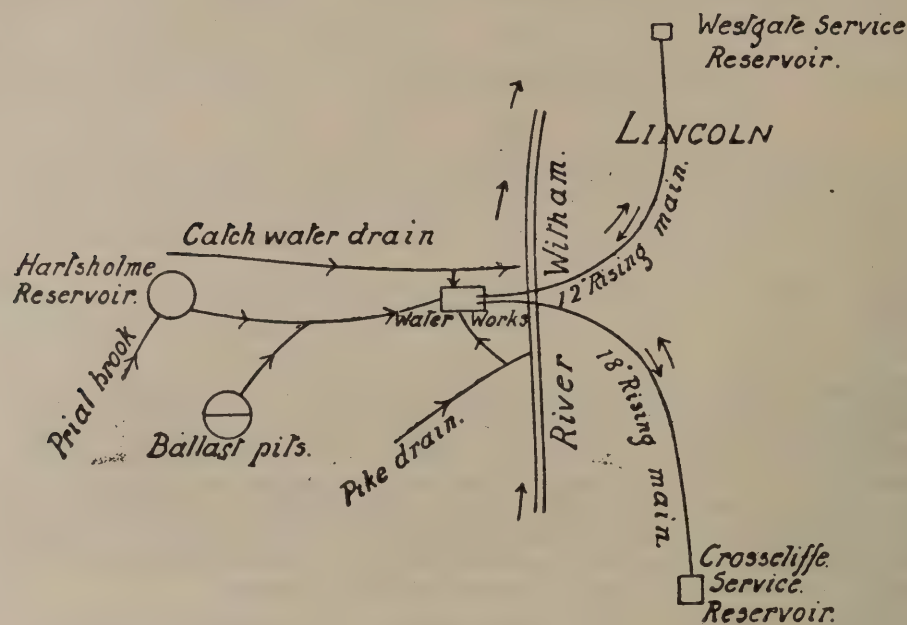 Westgate Service
Reservoir.
LINCOLN
Witham.
Catch water drain
Hartsholme
Reservoir.
12" Rising main.
Water Works
Prial brook
18" Rising main.
River
Ballast pits.
Pike drain.
Crosscliffe
Service.
Reservoir.